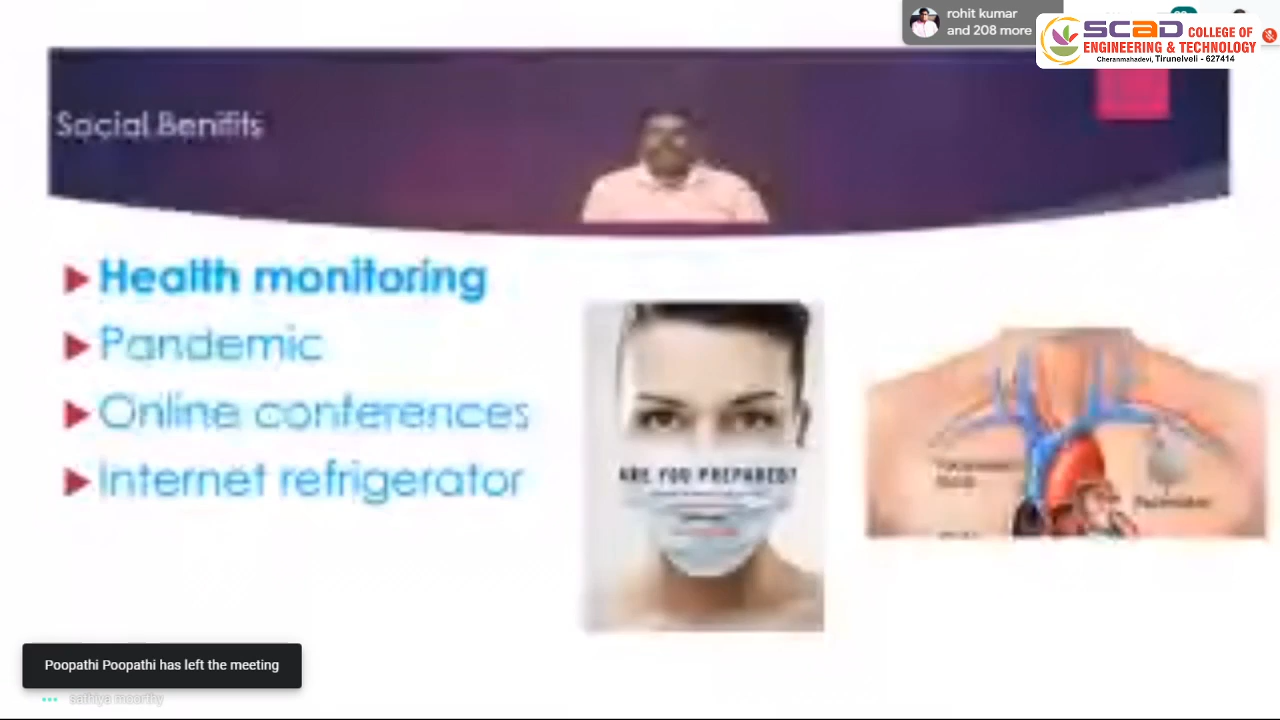 rohit kumar
and 208 more
SCAD COLLEGE OF
ENGINEERING & TECHNOLOGY
Cheranmahadevi, Tirunelveli - 627414
Social Benifits
Health monitoring
Pandemic
Online conferences
Internet refrigerator
ARE YOU PREPARED?
Pacemaker
Poopathi Poopathi has left the meeting
sathiya moorthy